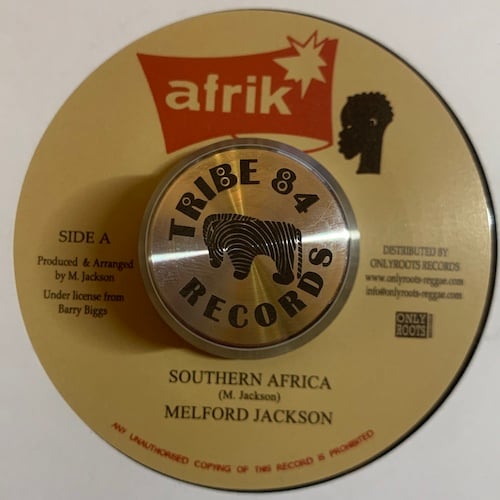 afrik
TRIBE 84
RECORDS
SIDE A
Produced & Arranged
by M. Jackson
Under license from
Barry Biggs
DISTRIBUTED BY
ONLYROOTS RECORDS
www.onlyroots-reggae.com
info@onlyroots-reggae.com
ONLY
ROOTS
SOUTHERN AFRICA
(M. Jackson)
MELFORD JACKSON
ANY UNAUTHORISED COPYING OF THIS RECORD IS PROHIBITED